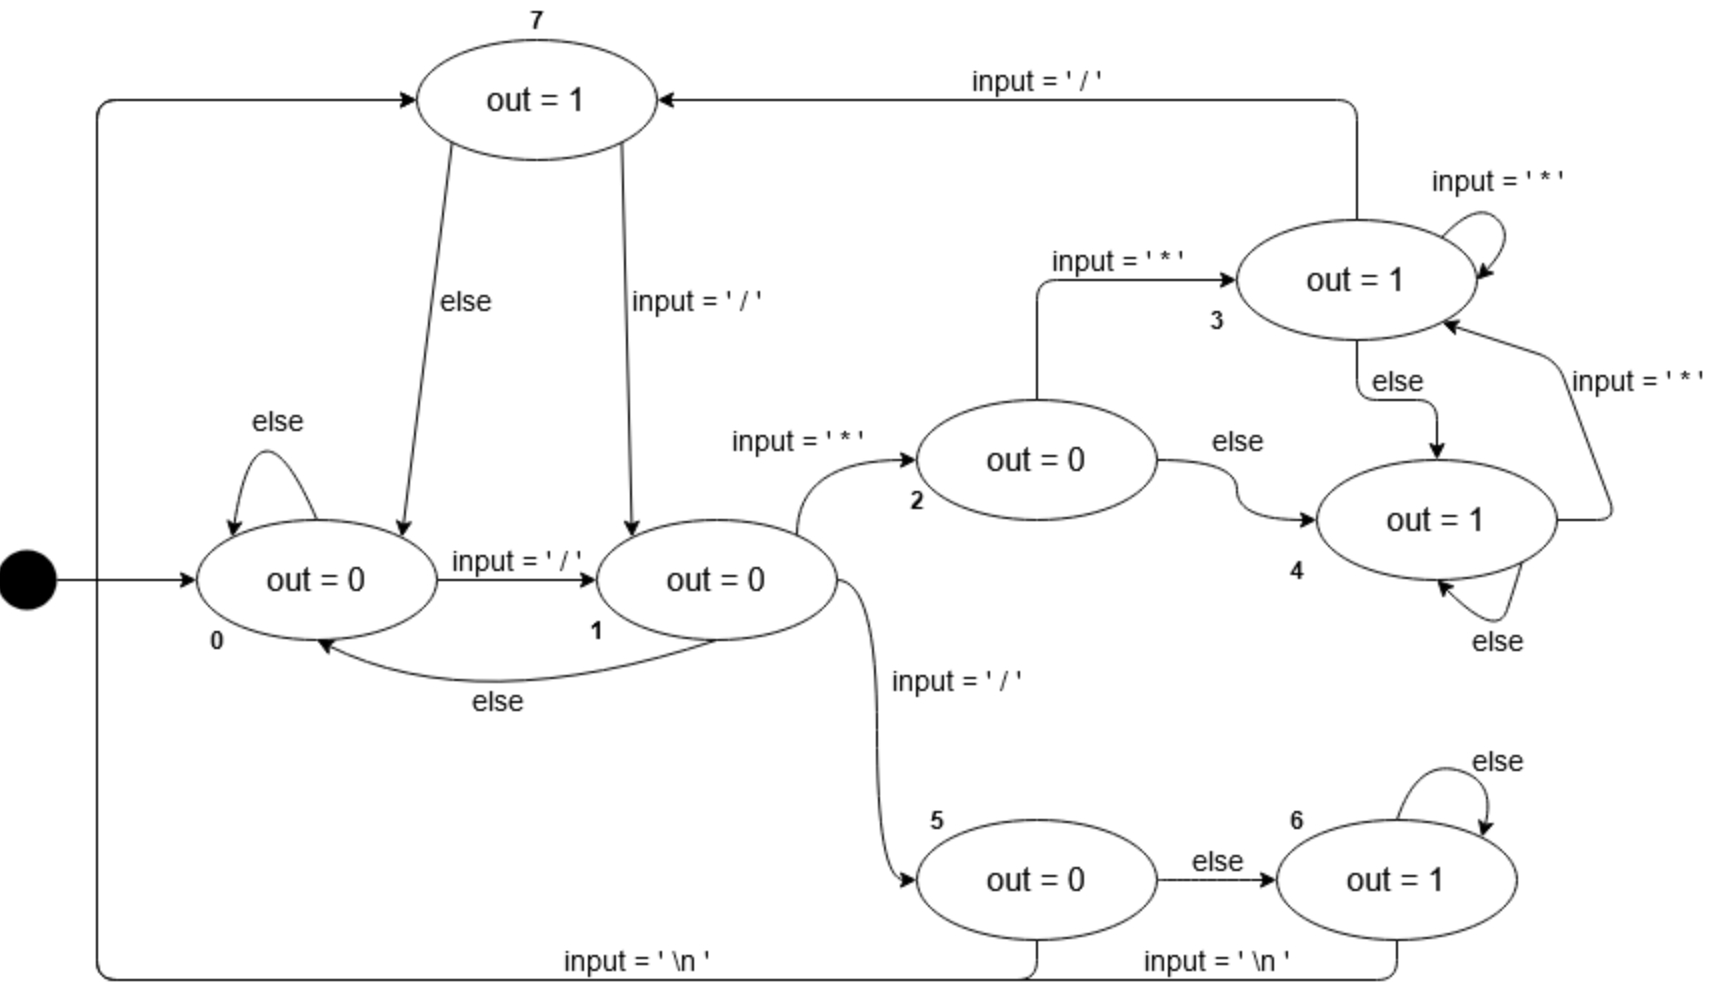 7
out = 1
input = ' / '
input = ' * '
input = ' * '
out = 1
else
input = ' / '
3
else
input = ' * '
else
input = ' * '
out = 0
else
2
out = 1
4
input = ' / '
out = 0
out = 0
0
1
else
else
input = ' / '
else
5
6
out = 0
else
out = 1
input = ' \n '
input = ' \n '